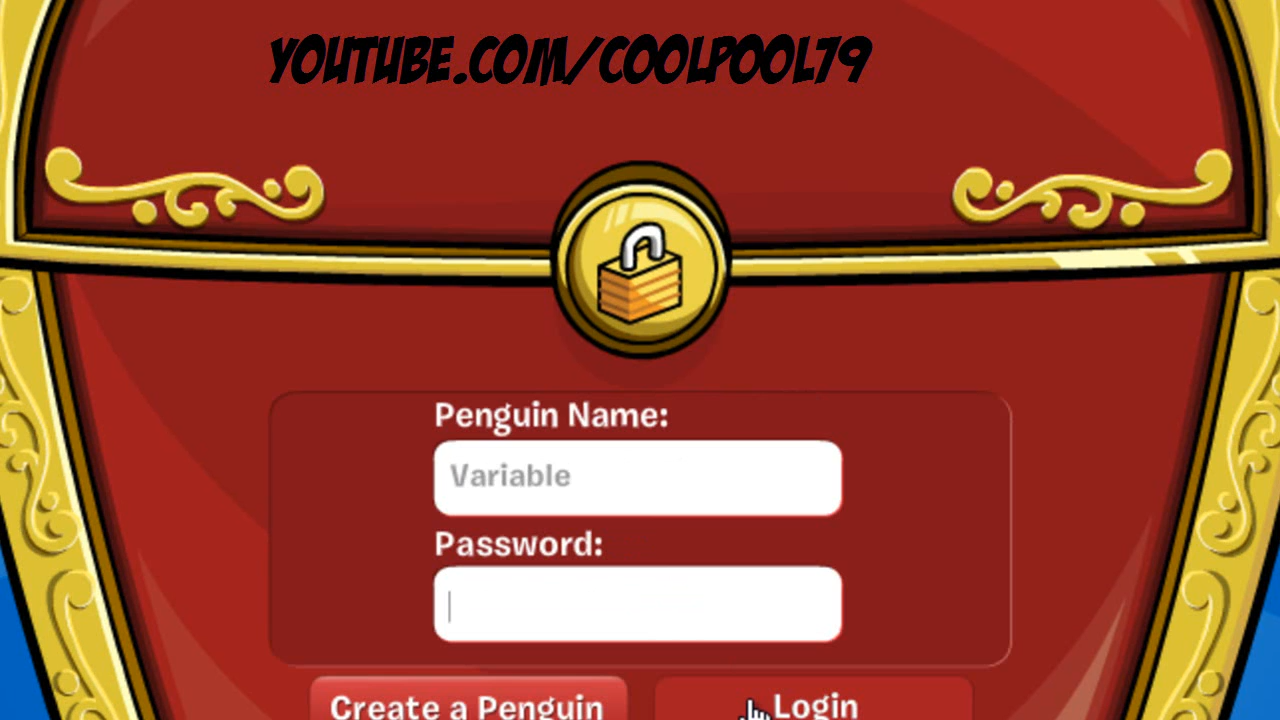 YOUTUBE.COM/COOLPOOL79
Penguin Name:
Variable
Password:
Create a Penguin
Login